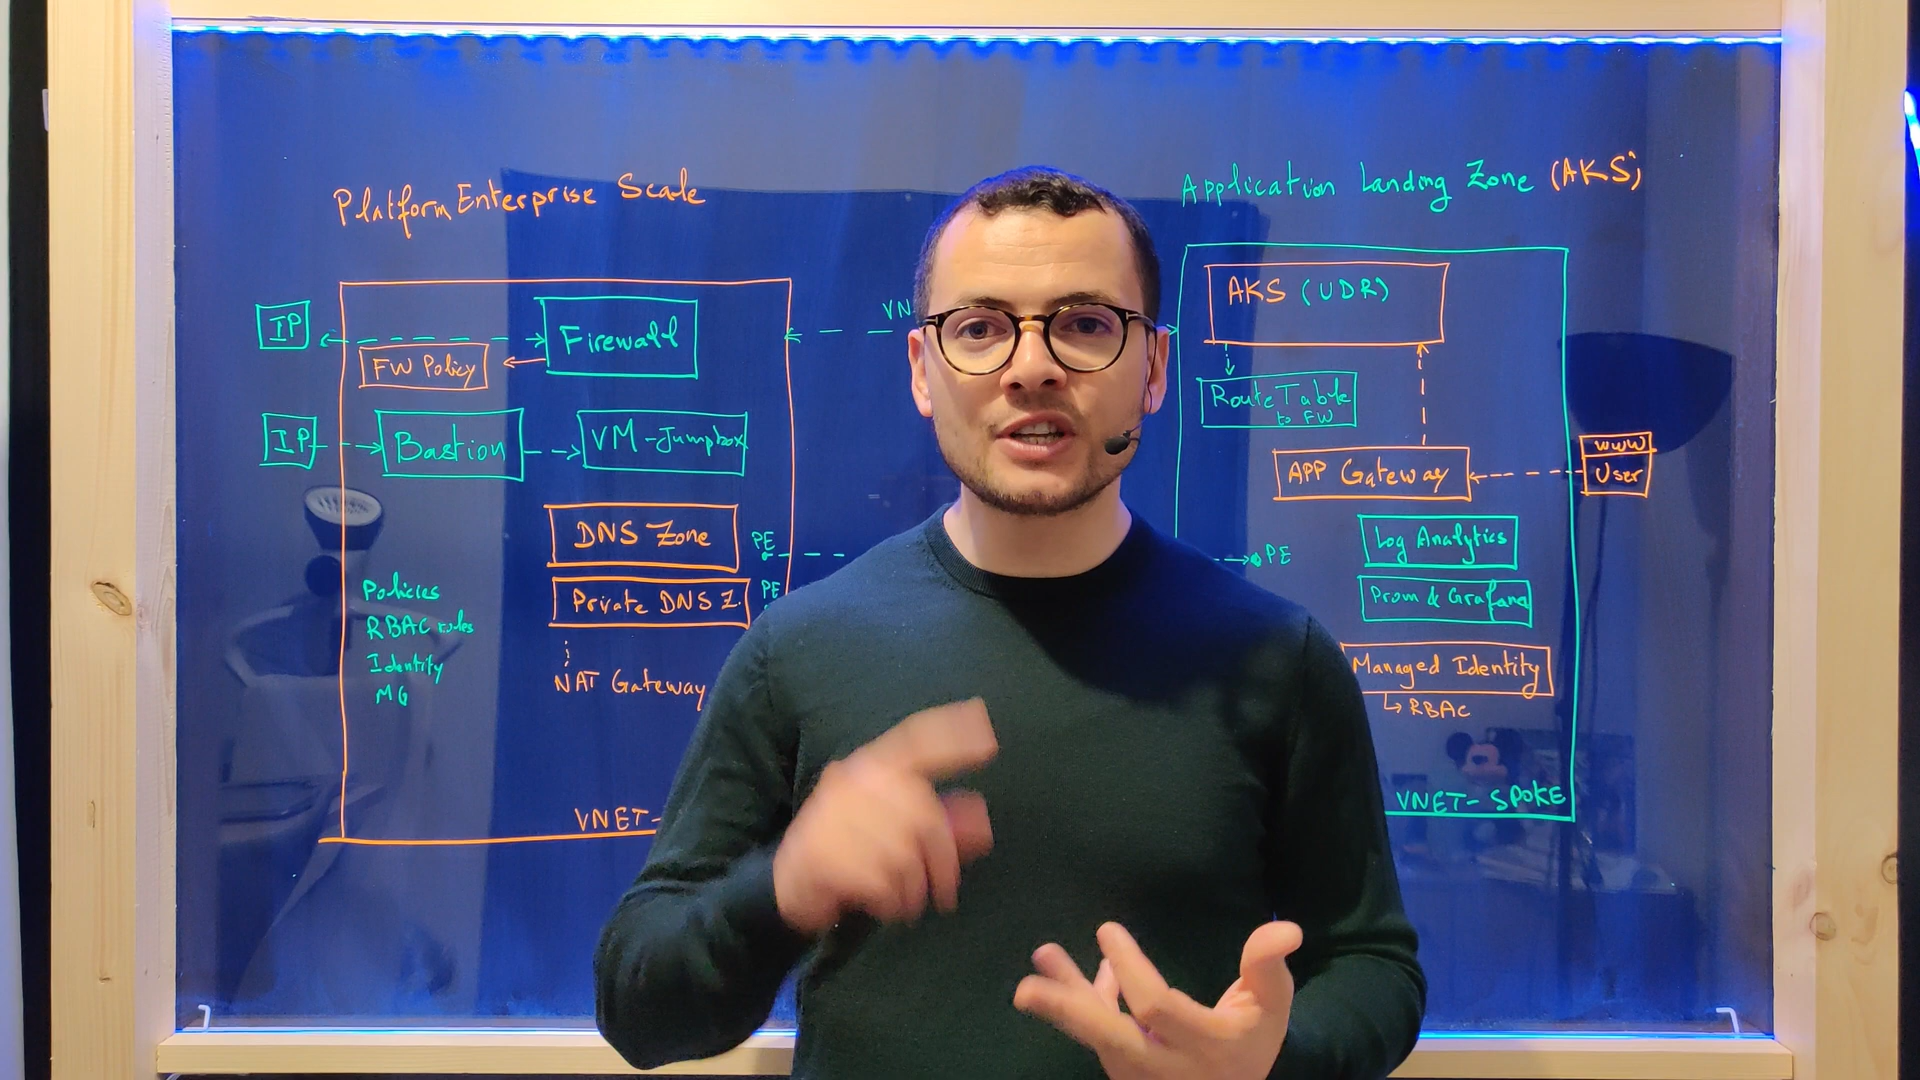 Platform Enterprise Scale
IP
Firewall
FW Policy
IP
Bastion
VM-Jumpbox
DNS Zone
PE
Private DNS Z.
PE
NAT Gateway
Policies
RBAC rules
Identity
MG
VNET-
VN
Application Landing Zone (AKS)
AKS (UDR)
Route Table
to FW
APP Gateway
www
User
Log Analytics
PE
Prom & Grafana
Managed Identity
RBAC
VNET-SPOKE